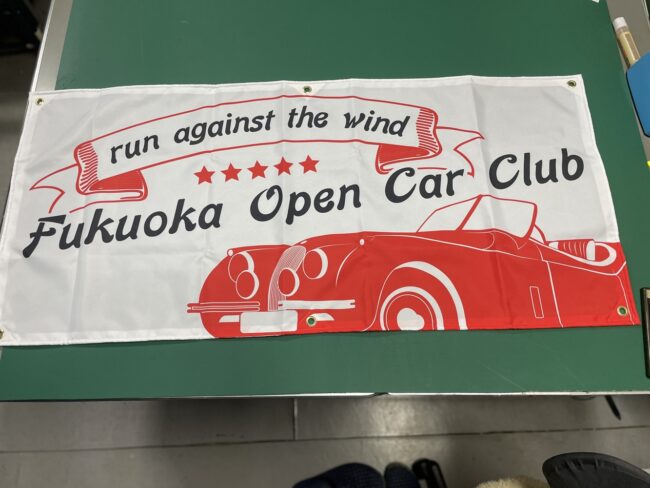 run against the wind
Fukuoka Open Car Club